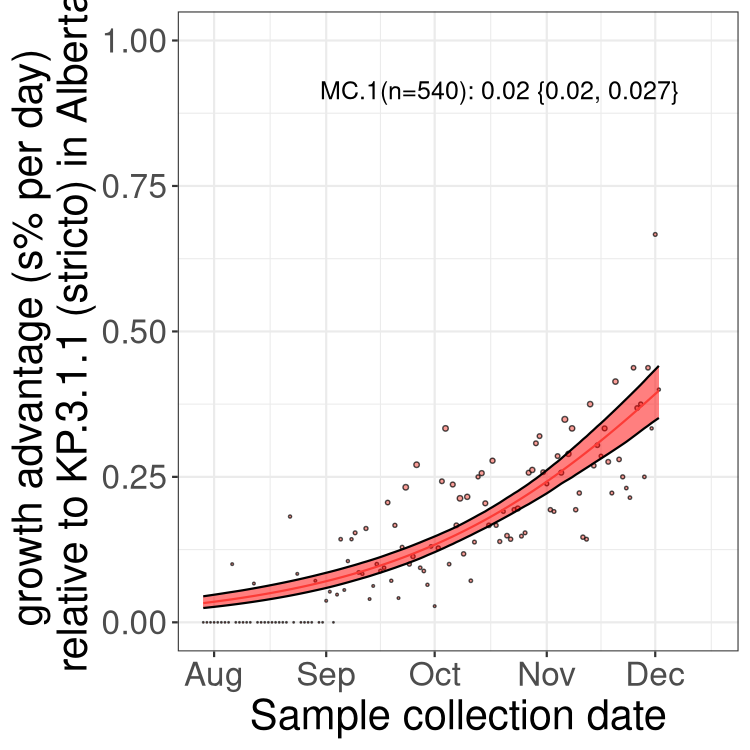 growth advantage (s% per day)
relative to KP.3.1.1 (stricto) in Alberta
1.00
0.75
0.50
0.25
0.00
MC.1(n=540): 0.02 {0.02, 0.027}
Aug Sep Oct Nov Dec
Sample collection date